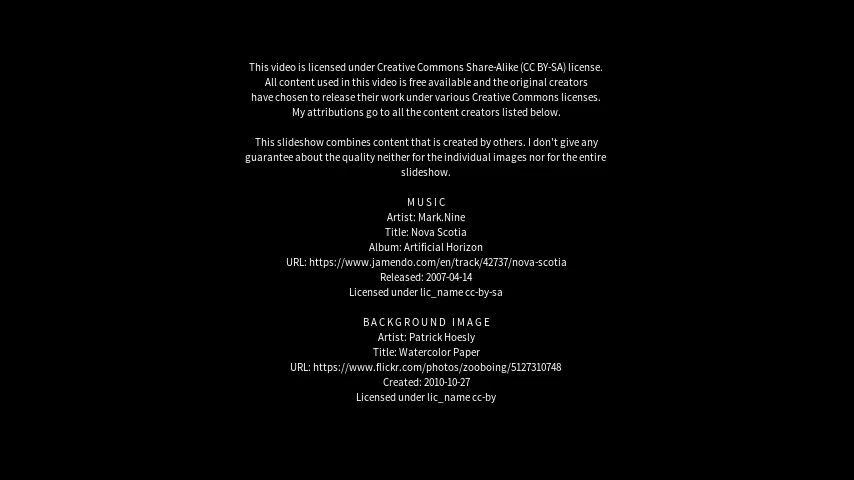 This video is licensed under Creative Commons Share-Alike (CC BY-SA) license.
All content used in this video is free available and the original creators
have chosen to release their work under various Creative Commons licenses.
My attributions go to all the content creators listed below.
This slideshow combines content that is created by others. I don't give any
guarantee about the quality neither for the individual images nor for the entire
slideshow.
MUSIC
Artist: Mark.Nine
Title: Nova Scotia
Album: Artificial Horizon
URL: https://www.jamendo.com/en/track/42737/nova-scotia
Released: 2007-04-14
Licensed under lic_name cc-by-sa
BACKGROUND IMAGE
Artist: Patrick Hoesly
Title: Watercolor Paper
URL: https://www.flickr.com/photos/zooboing/5127310748
Created: 2010-10-27
Licensed under lic_name cc-by